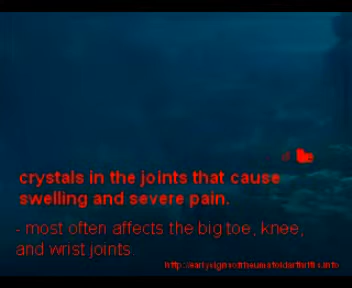 crystals in the joints that cause
swelling and severe pain.
- most often affects the big toe, knee,
and wrist joints.
http://earlysignsofrheumatoidarthritis.info